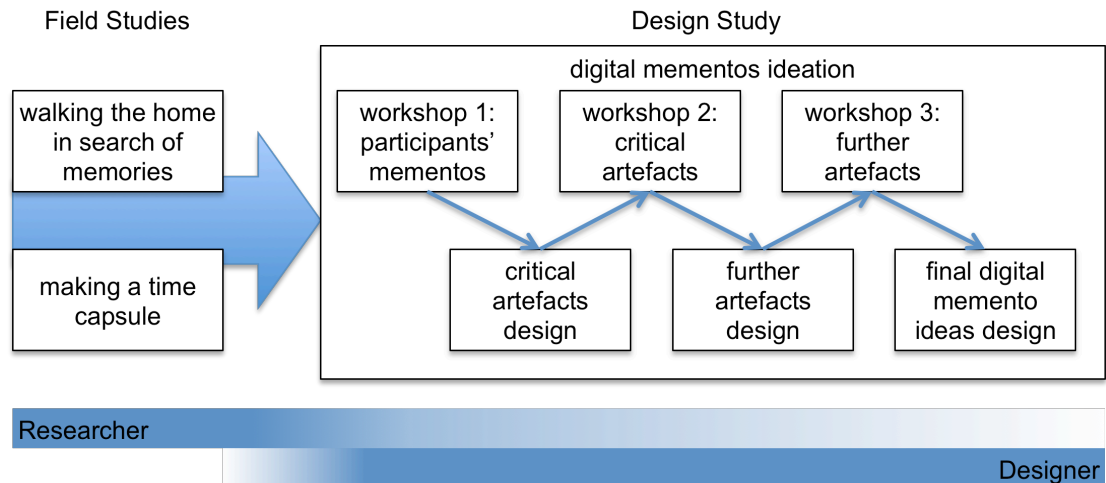 Field Studies
Design Study
walking the home
in search of
memories
making a time
capsule
digital mementos ideation
workshop 1:
participants’
mementos
workshop 2:
critical
artefacts
workshop 3:
further
artefacts
critical
artefacts
design
further
artefacts
design
final digital
memento
ideas design
Researcher
Designer